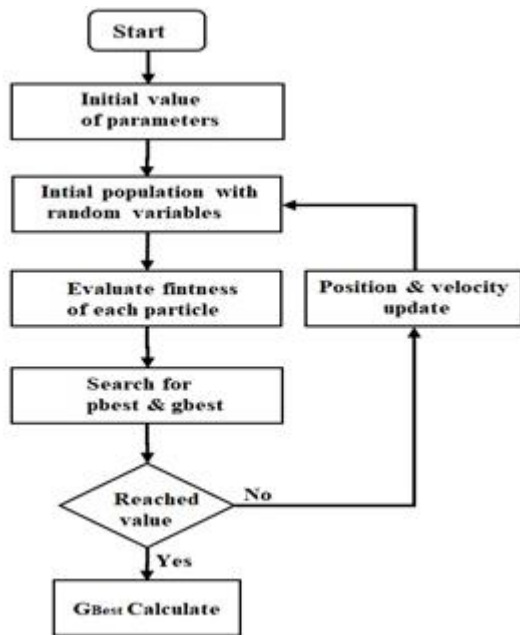 Start
Initial value
of parameters
Intial population with
random variables
Evaluate fintness
of each particle
Position & velocity
update
Search for
pbest & gbest
Reached
value
No
Yes
GBest Calculate